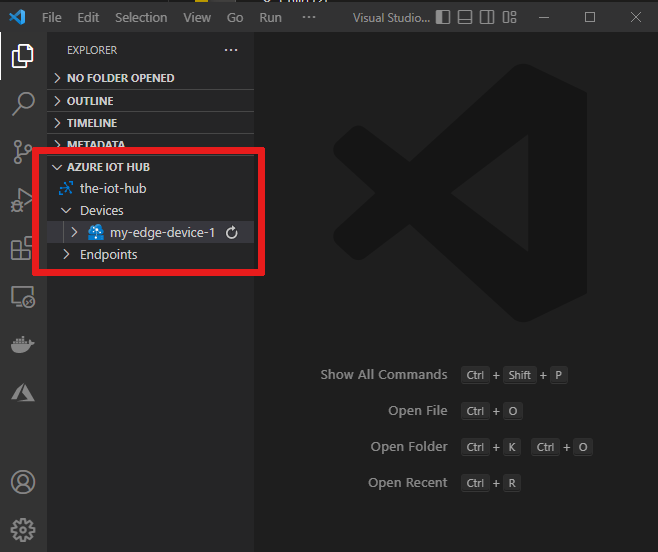 File Edit Selection View Go Run ··· Visual Studio...
EXPLORER ···
NO FOLDER OPENED
OUTLINE
TIMELINE
METADATA
AZURE IOT HUB
the-iot-hub
Devices
my-edge-device-1
Endpoints
Show All Commands Ctrl + Shift + P
Open File Ctrl + O
Open Folder Ctrl + K Ctrl + O
Open Recent Ctrl + R